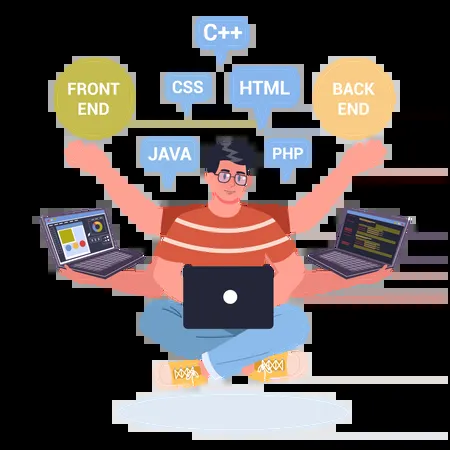 C++
FRONT
END
CSS
HTML
BACK
END
JAVA
PHP